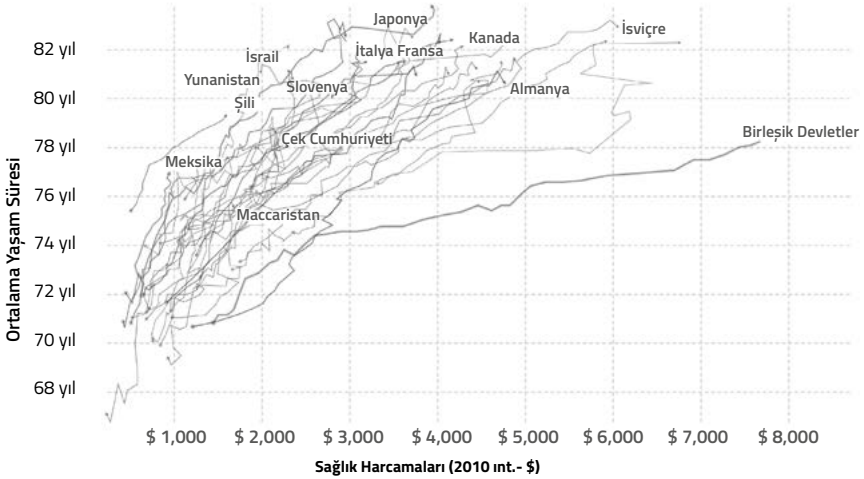 Japonya
Kanada
İsviçre
82 yıl
İsrail
İtalya Fransa
Yunanistan
Slovenya
Almanya
80 yıl
Şili
78 yıl
Çek Cumhuriyeti
Birleşik Devletler
Meksika
76 yıl
Maccaristan
74 yıl
72 yıl
70 yıl
68 yıl
Ortalama Yaşam Süresi
$ 1,000 $ 2,000 $ 3,000 $ 4,000 $ 5,000 $ 6,000 $ 7,000 $ 8,000
Sağlık Harcamaları (2010 ınt.- $)